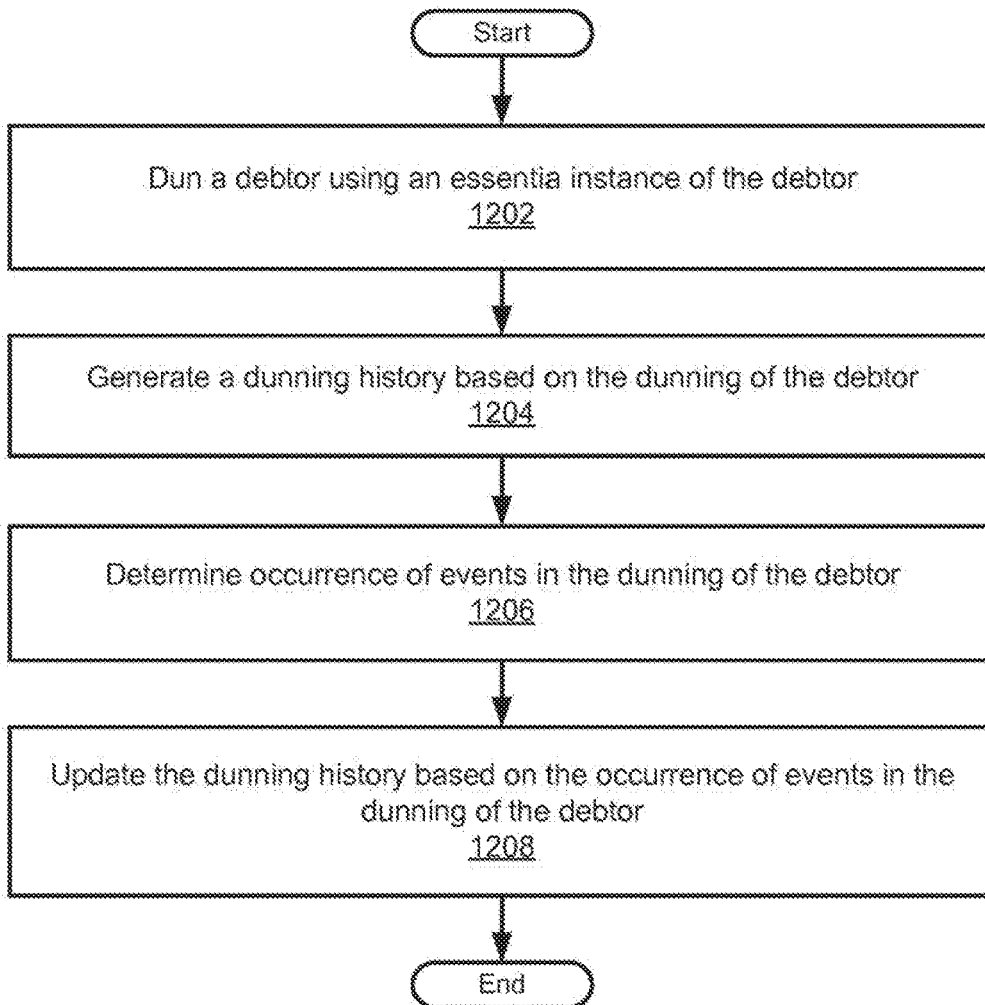 Start
Dun a debtor using an essentia instance of the debtor
1202
Generate a dunning history based on the dunning of the debtor
1204
Determine occurrence of events in the dunning of the debtor
1206
Update the dunning history based on the occurrence of events in the
dunning of the debtor
1208
End